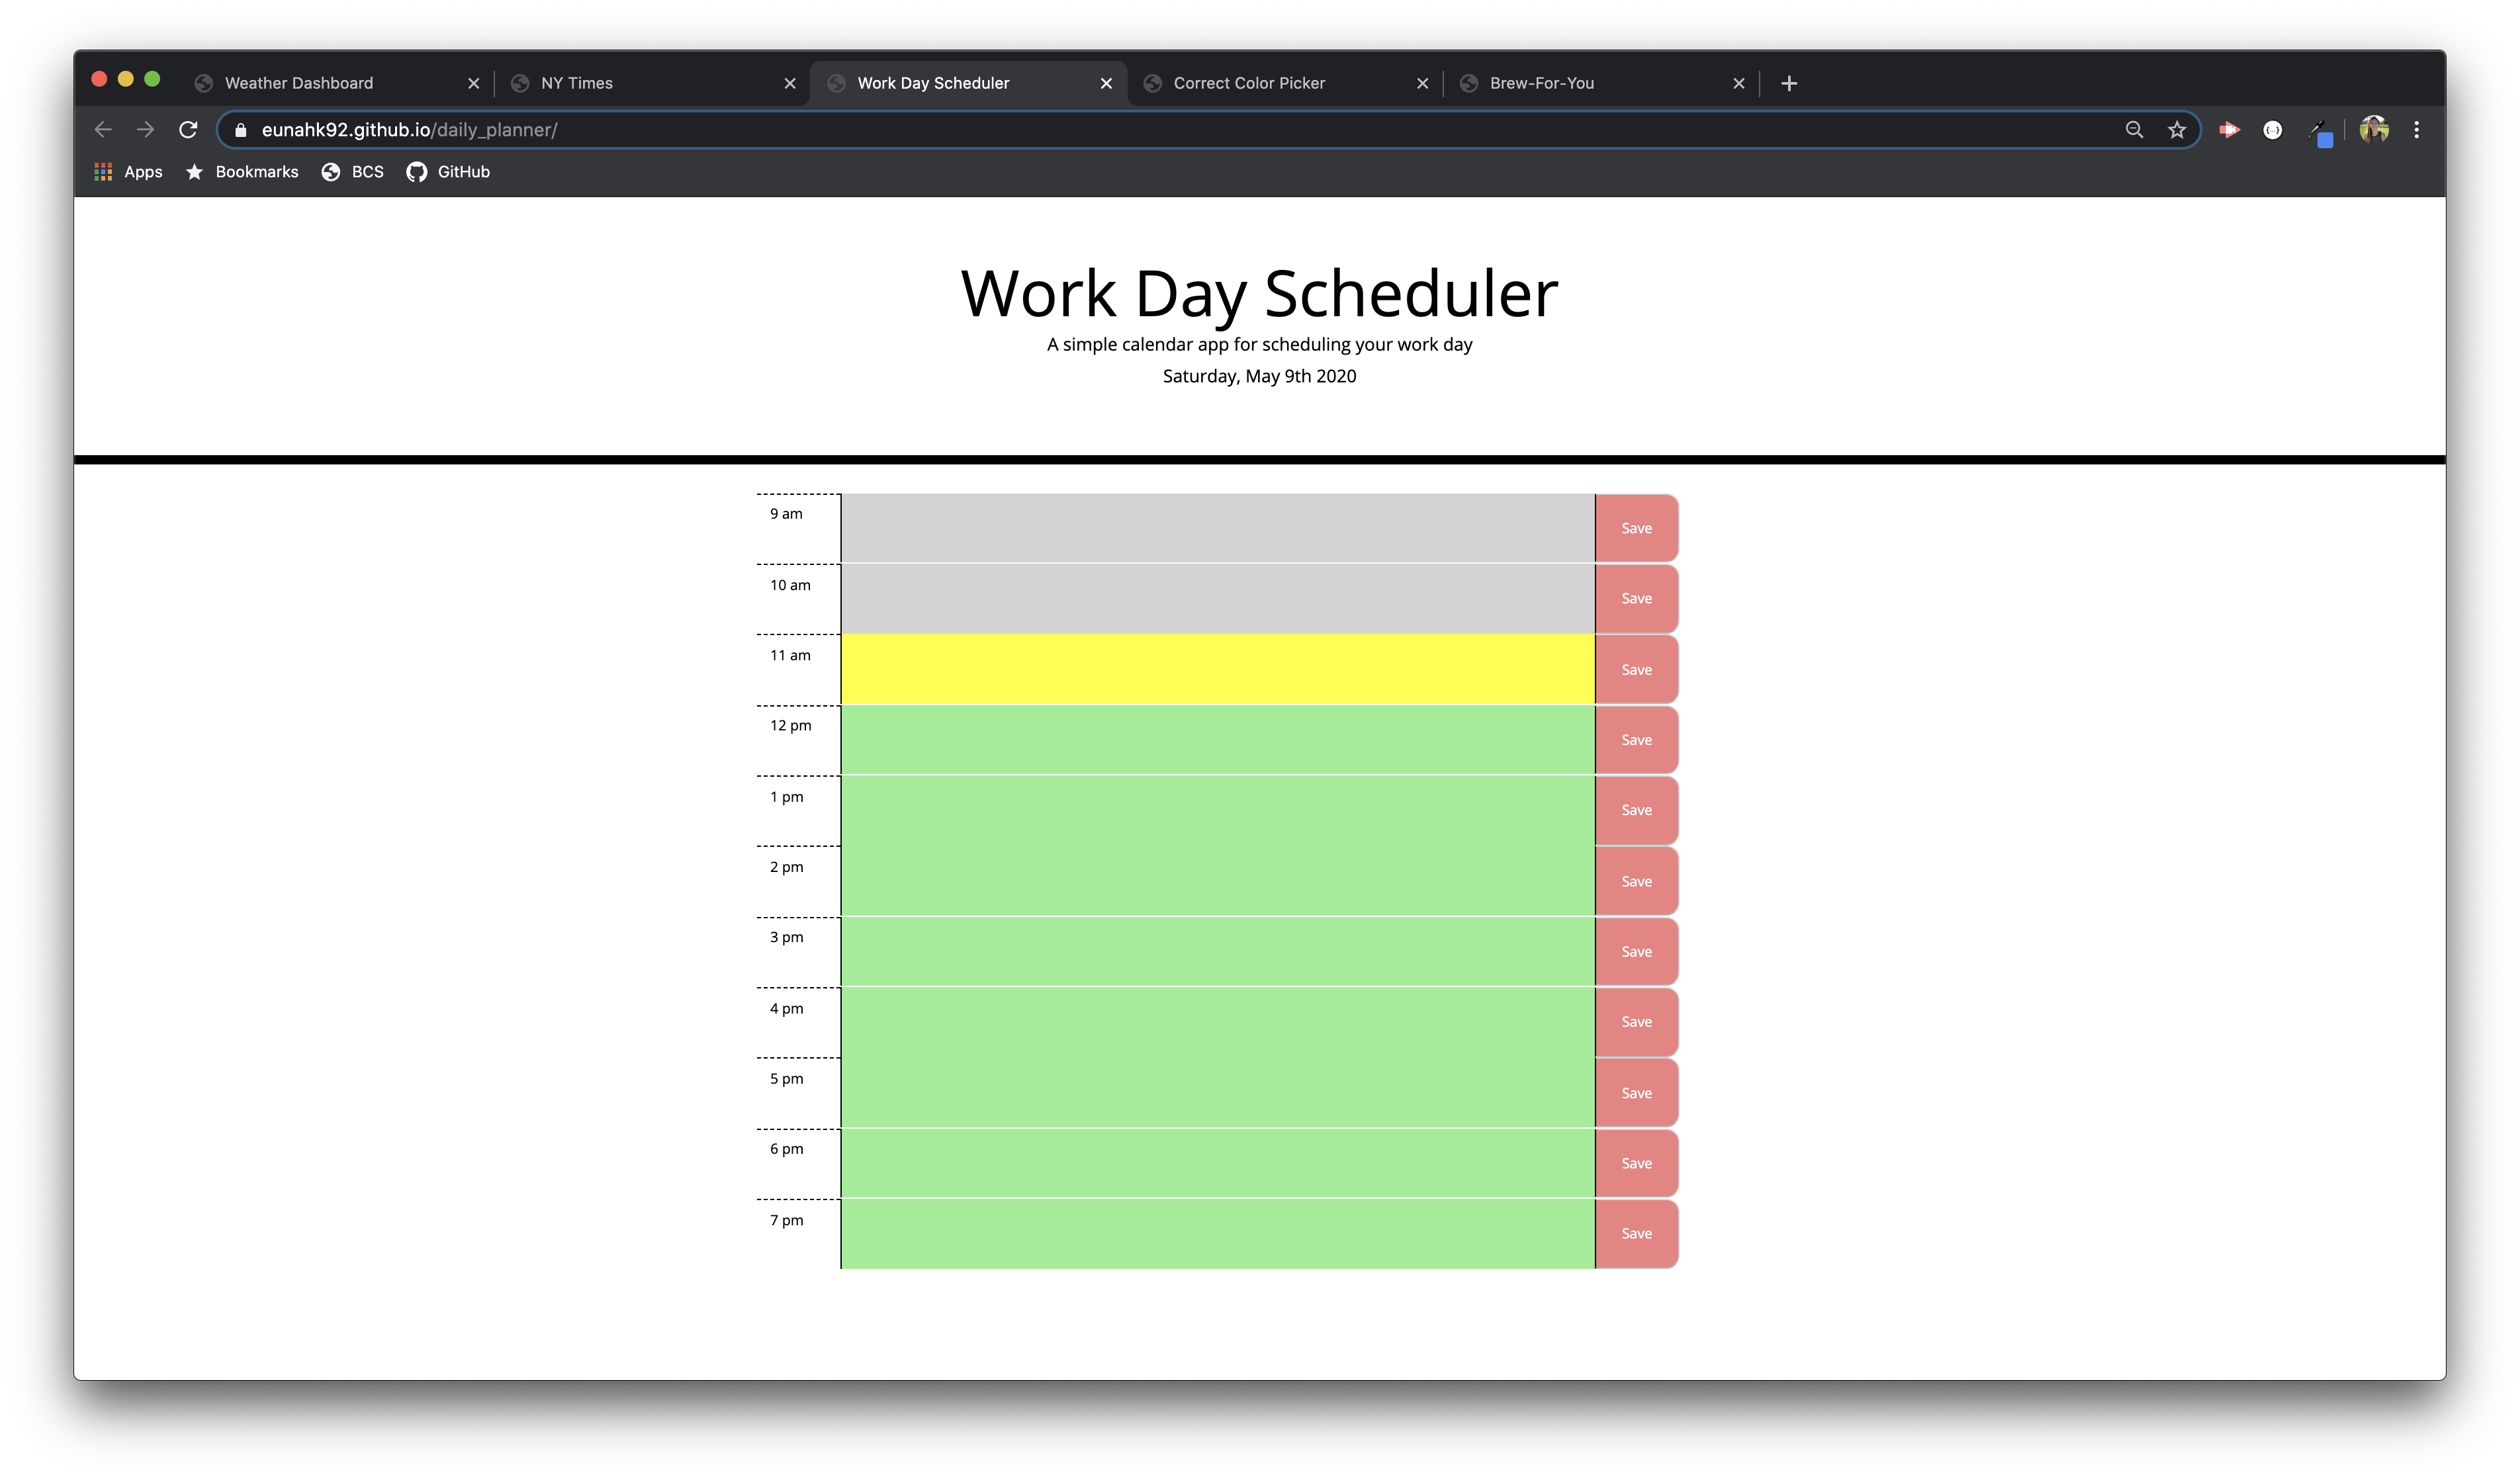 Weather Dashboard
NY Times
Work Day Scheduler
Correct Color Picker
Brew-For-You
eunahk92.github.io/daily_planner/
Apps
Bookmarks
BCS
GitHub
Work Day Scheduler
A simple calendar app for scheduling your work day
Saturday, May 9th 2020
9 am
Save
10 am
Save
11 am
Save
12 pm
Save
1 pm
Save
2 pm
Save
3 pm
Save
4 pm
Save
5 pm
Save
6 pm
Save
7 pm
Save